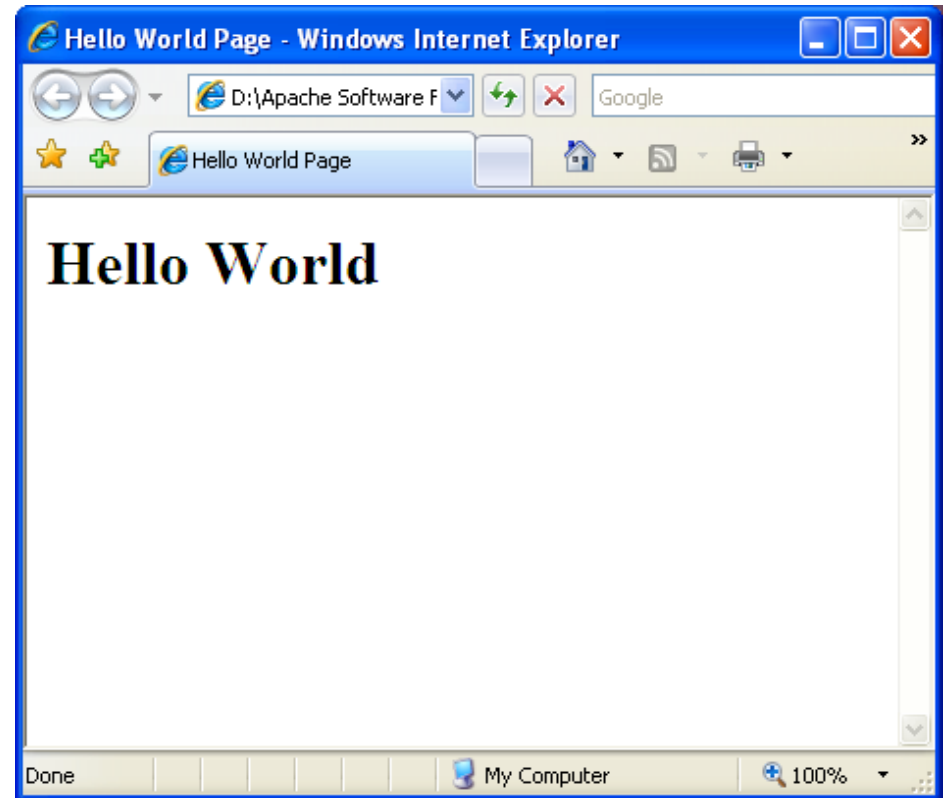 Hello World Page - Windows Internet Explorer
D:\Apache Software F Google
Hello World Page »
Hello World
Done My Computer 100%